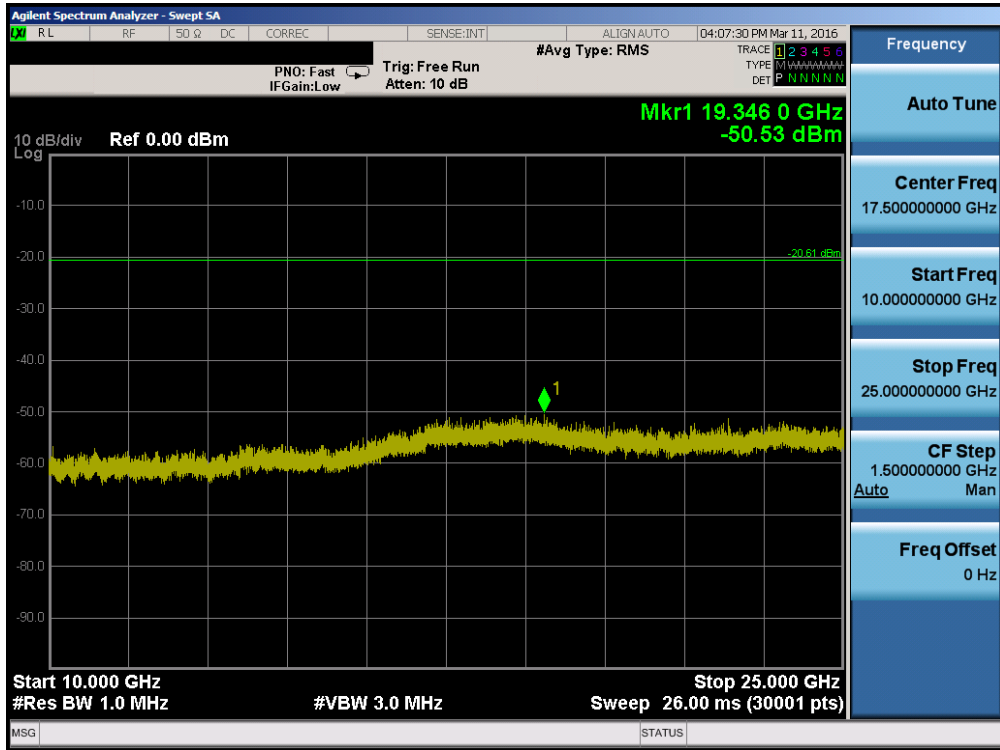 Agilent Spectrum Analyzer - Swept SA
LXI RL RF 50 Ω DC CORREC SENSE:INT ALIGN AUTO 04:07:30 PM Mar 11, 2016
#Avg Type: RMS
TRACE 1 2 3 4 5 6
PNO: Fast Trig: Free Run
TYPE M WWWWW
IFGain:Low Atten: 10 dB
DET P N N N N N
Mkr1 19.346 0 GHz
-50.53 dBm
10 dB/div Ref 0.00 dBm
Log
-10.0
-20.0
-20.61 dBm
-30.0
-40.0
1
-50.0
-60.0
-70.0
-80.0
-90.0
Start 10.000 GHz Stop 25.000 GHz
#Res BW 1.0 MHz #VBW 3.0 MHz Sweep 26.00 ms (30001 pts)
MSG STATUS
Frequency
Auto Tune
Center Freq
17.500000000 GHz
Start Freq
10.000000000 GHz
Stop Freq
25.000000000 GHz
CF Step
1.500000000 GHz
Auto Man
Freq Offset
0 Hz